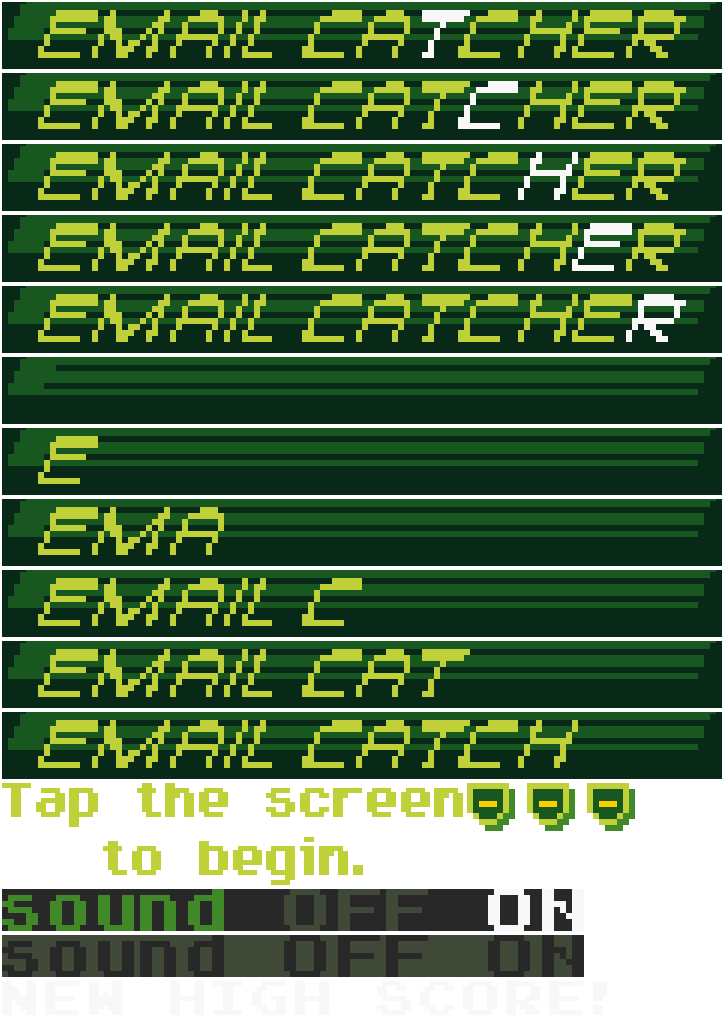 EMAIL CATCHER
EMAIL CATCHER
EMAIL CATCHER
EMAIL CATCHER
EMAIL CATCHER
E
EMA
EMAIL C
EMAIL CAT
EMAIL CATCH
Tap the screen
to begin.
sound OFF ON
sound OFF ON
NEW HIGH SCORE!